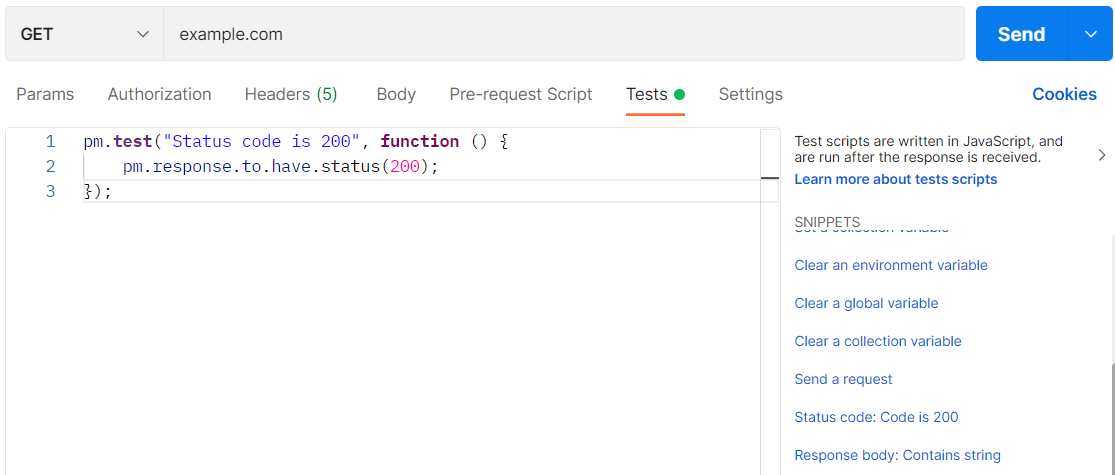 GET
example.com
Send
Params
Authorization
Headers (5)
Body
Pre-request Script
Tests
Settings
Cookies
1 pm.test("Status code is 200", function () {
2 pm.response.to.have.status(200);
3 });
Test scripts are written in JavaScript, and
are run after the response is received.
Learn more about tests scripts
SNIPPETS
Set a collection variable
Clear an environment variable
Clear a global variable
Clear a collection variable
Send a request
Status code: Code is 200
Response body: Contains string